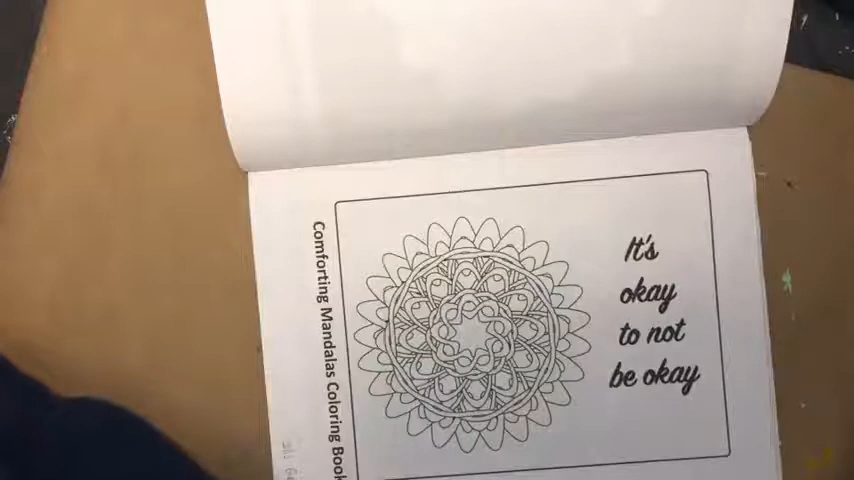 Comforting Mandalas Coloring Book
It's
okay
to not
be okay